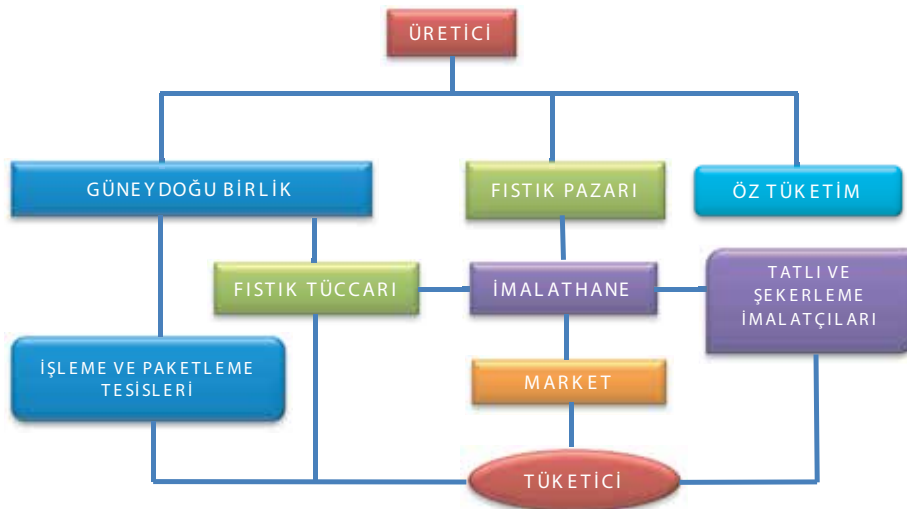 ÜRETİCİ
GÜNEYDOĞU BİRLİK
FISTIK PAZARI
ÖZ TÜKETİM
FISTIK TÜCCARI
İMALATHANE
TATLI VE
ŞEKERLEME
İMALATÇILARI
İŞLEME VE PAKETLEME
TESİSLERİ
MARKET
TÜKETİCİ